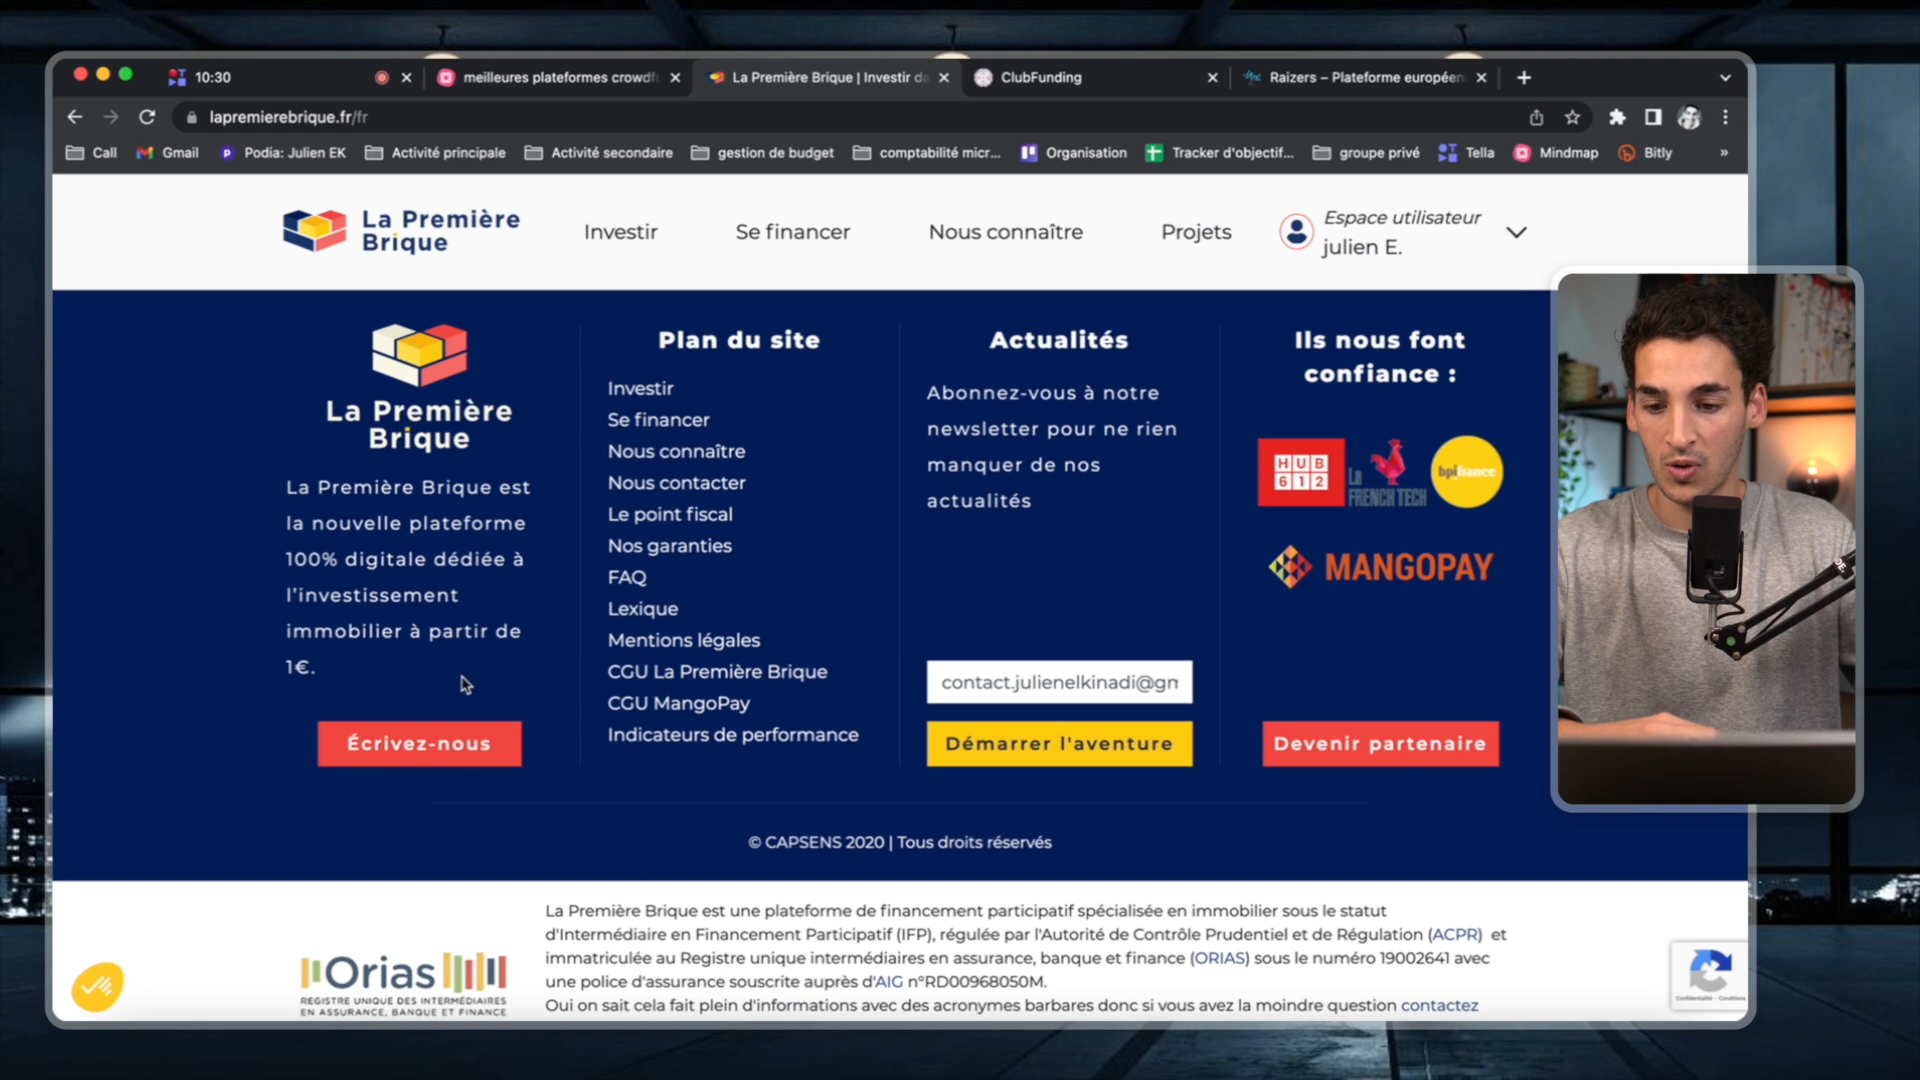 10:30
meilleures plateformes crowdfu
La Première Brique | Investir da
ClubFunding
Raizers – Plateforme européen
lapremierebrique.fr/fr
Call
Gmail
Podia: Julien EK
Activité principale
Activité secondaire
gestion de budget
comptabilité micr...
Organisation
Tracker d'objectif...
groupe privé
Tella
Mindmap
Bitly
»
La Première
Brique
Investir
Se financer
Nous connaître
Projets
Espace utilisateur
julien E.
La Première
Brique
La Première Brique est
la nouvelle plateforme
100% digitale dédiée à
l'investissement
immobilier à partir de
1€.
Écrivez-nous
Plan du site
Investir
Se financer
Nous connaître
Nous contacter
Le point fiscal
Nos garanties
FAQ
Lexique
Mentions légales
CGU La Première Brique
CGU MangoPay
Indicateurs de performance
Actualités
Abonnez-vous à notre
newsletter pour ne rien
manquer de nos
actualités
contact.julienelkinadi@gm
Démarrer l'aventure
Ils nous font
confiance :
HUB
612
La
FRENCH TECH
bpifrance
MANGOPAY
Devenir partenaire
© CAPSENS 2020 | Tous droits réservés
Orias
REGISTRE UNIQUE DES INTERMÉDIAIRES
EN ASSURANCE, BANQUE ET FINANCE
La Première Brique est une plateforme de financement participatif spécialisée en immobilier sous le statut
d'Intermédiaire en Financement Participatif (IFP), régulée par l'Autorité de Contrôle Prudentiel et de Régulation (ACPR) et
immatriculée au Registre unique intermédiaires en assurance, banque et finance (ORIAS) sous le numéro 19002641 avec
une police d'assurance souscrite auprès d'AIG n°RD00968050M.
Oui on sait cela fait plein d'informations avec des acronymes barbares donc si vous avez la moindre question contactez
Confidentialité - Conditions